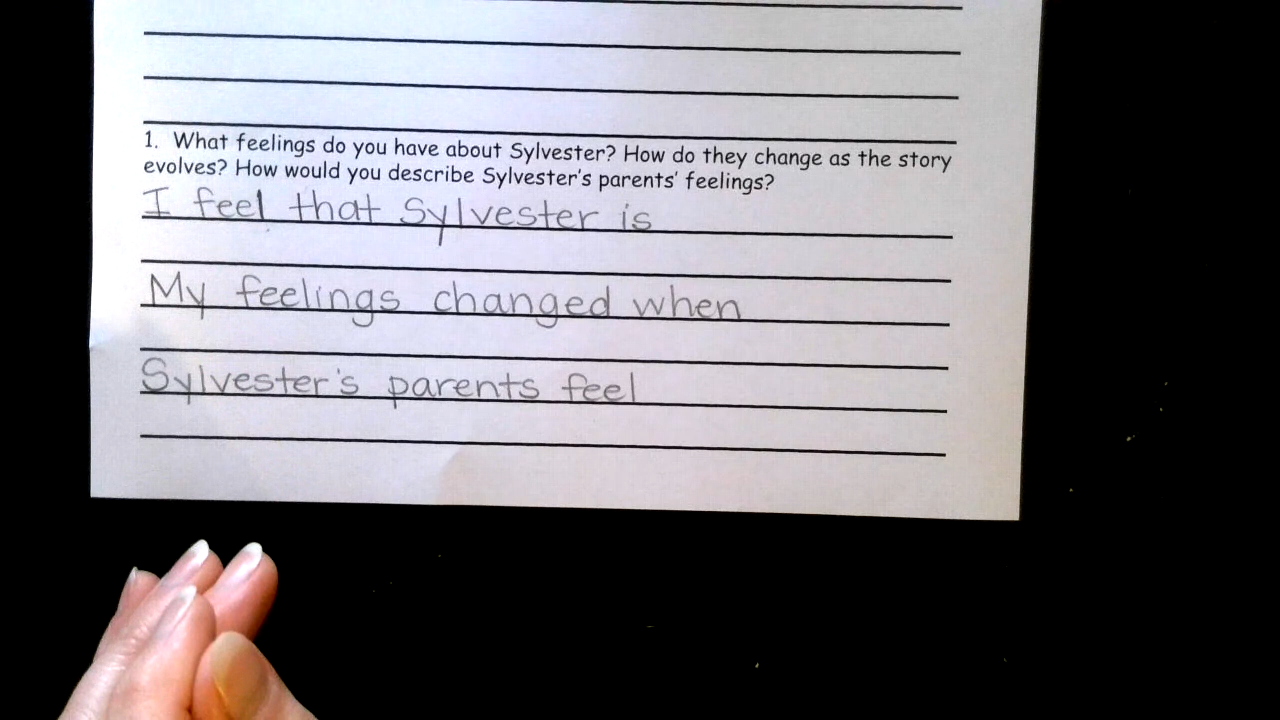 1. What feelings do you have about Sylvester? How do they change as the story
evolves? How would you describe Sylvester's parents' feelings?
I feel that Sylvester is
My feelings changed when
Sylvester's parents feel